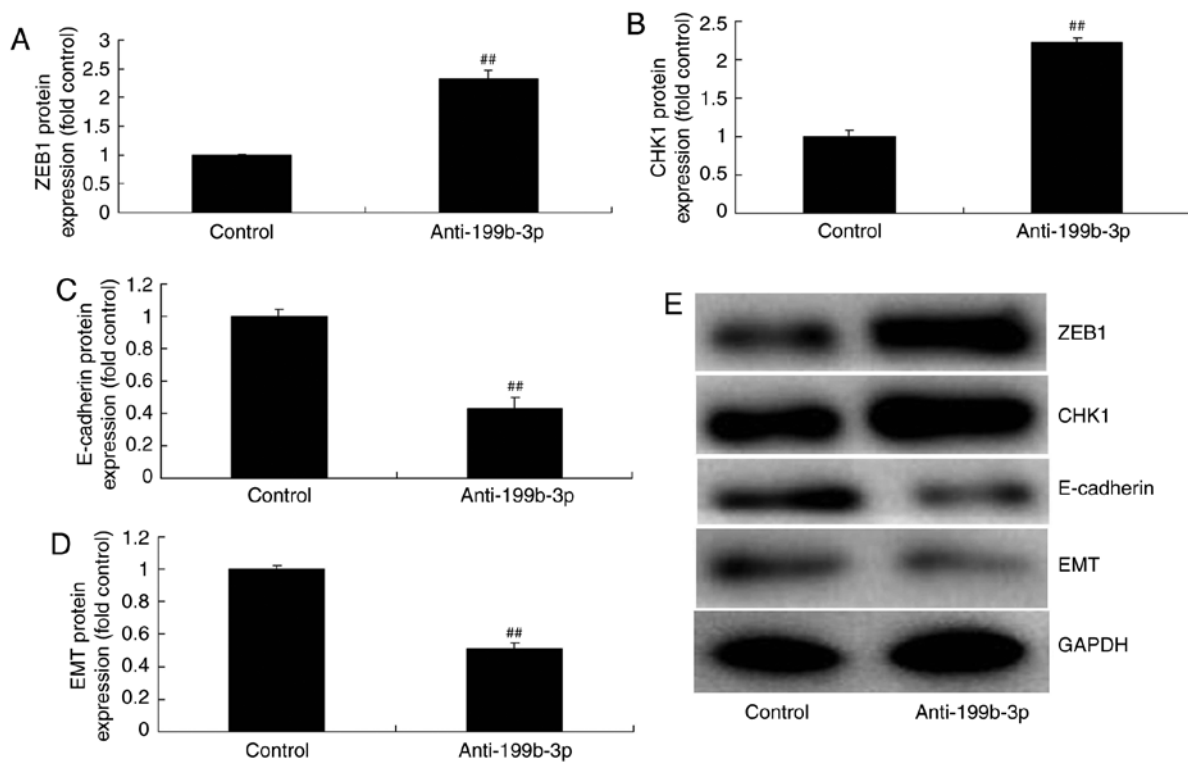 A
ZEB1 protein
expression (fold control)
3
2.5
2
1.5
1
0.5
0
##
Control
Anti-199b-3p
B
CHK1 protein
expression (fold control)
2.5
2
1.5
1
0.5
0
##
Control
Anti-199b-3p
C
E-cadherin protein
expression (fold control)
1.2
1
0.8
0.6
0.4
0.2
0
##
Control
Anti-199b-3p
D
EMT protein
expression (fold control)
1.2
1
0.8
0.6
0.4
0.2
0
##
Control
Anti-199b-3p
E
ZEB1
CHK1
E-cadherin
EMT
GAPDH
Control
Anti-199b-3p